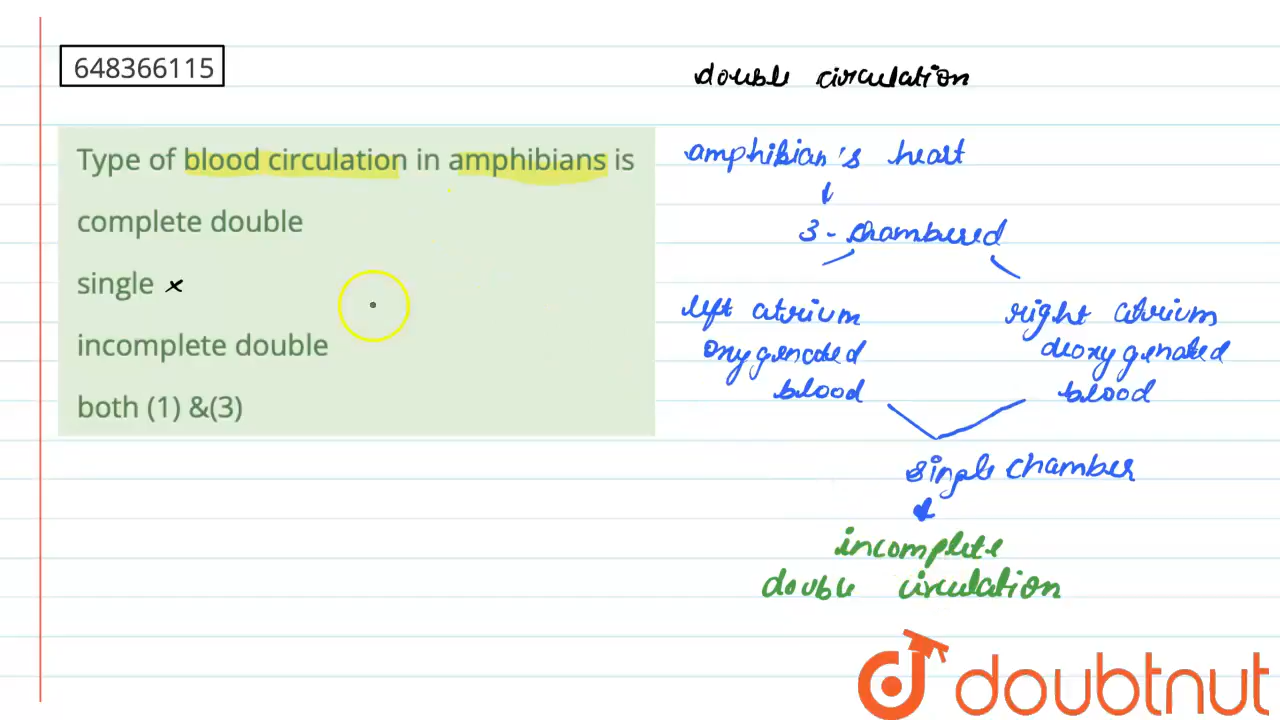 648366115
Type of blood circulation in amphibians is
complete double
single ×
incomplete double
both (1) &(3)
double circulation
amphibian's heart
3-chambered
left atrium
oxygenated
blood
right atrium
deoxygenated
blood
single chamber
incomplete
double circulation
doubtnut